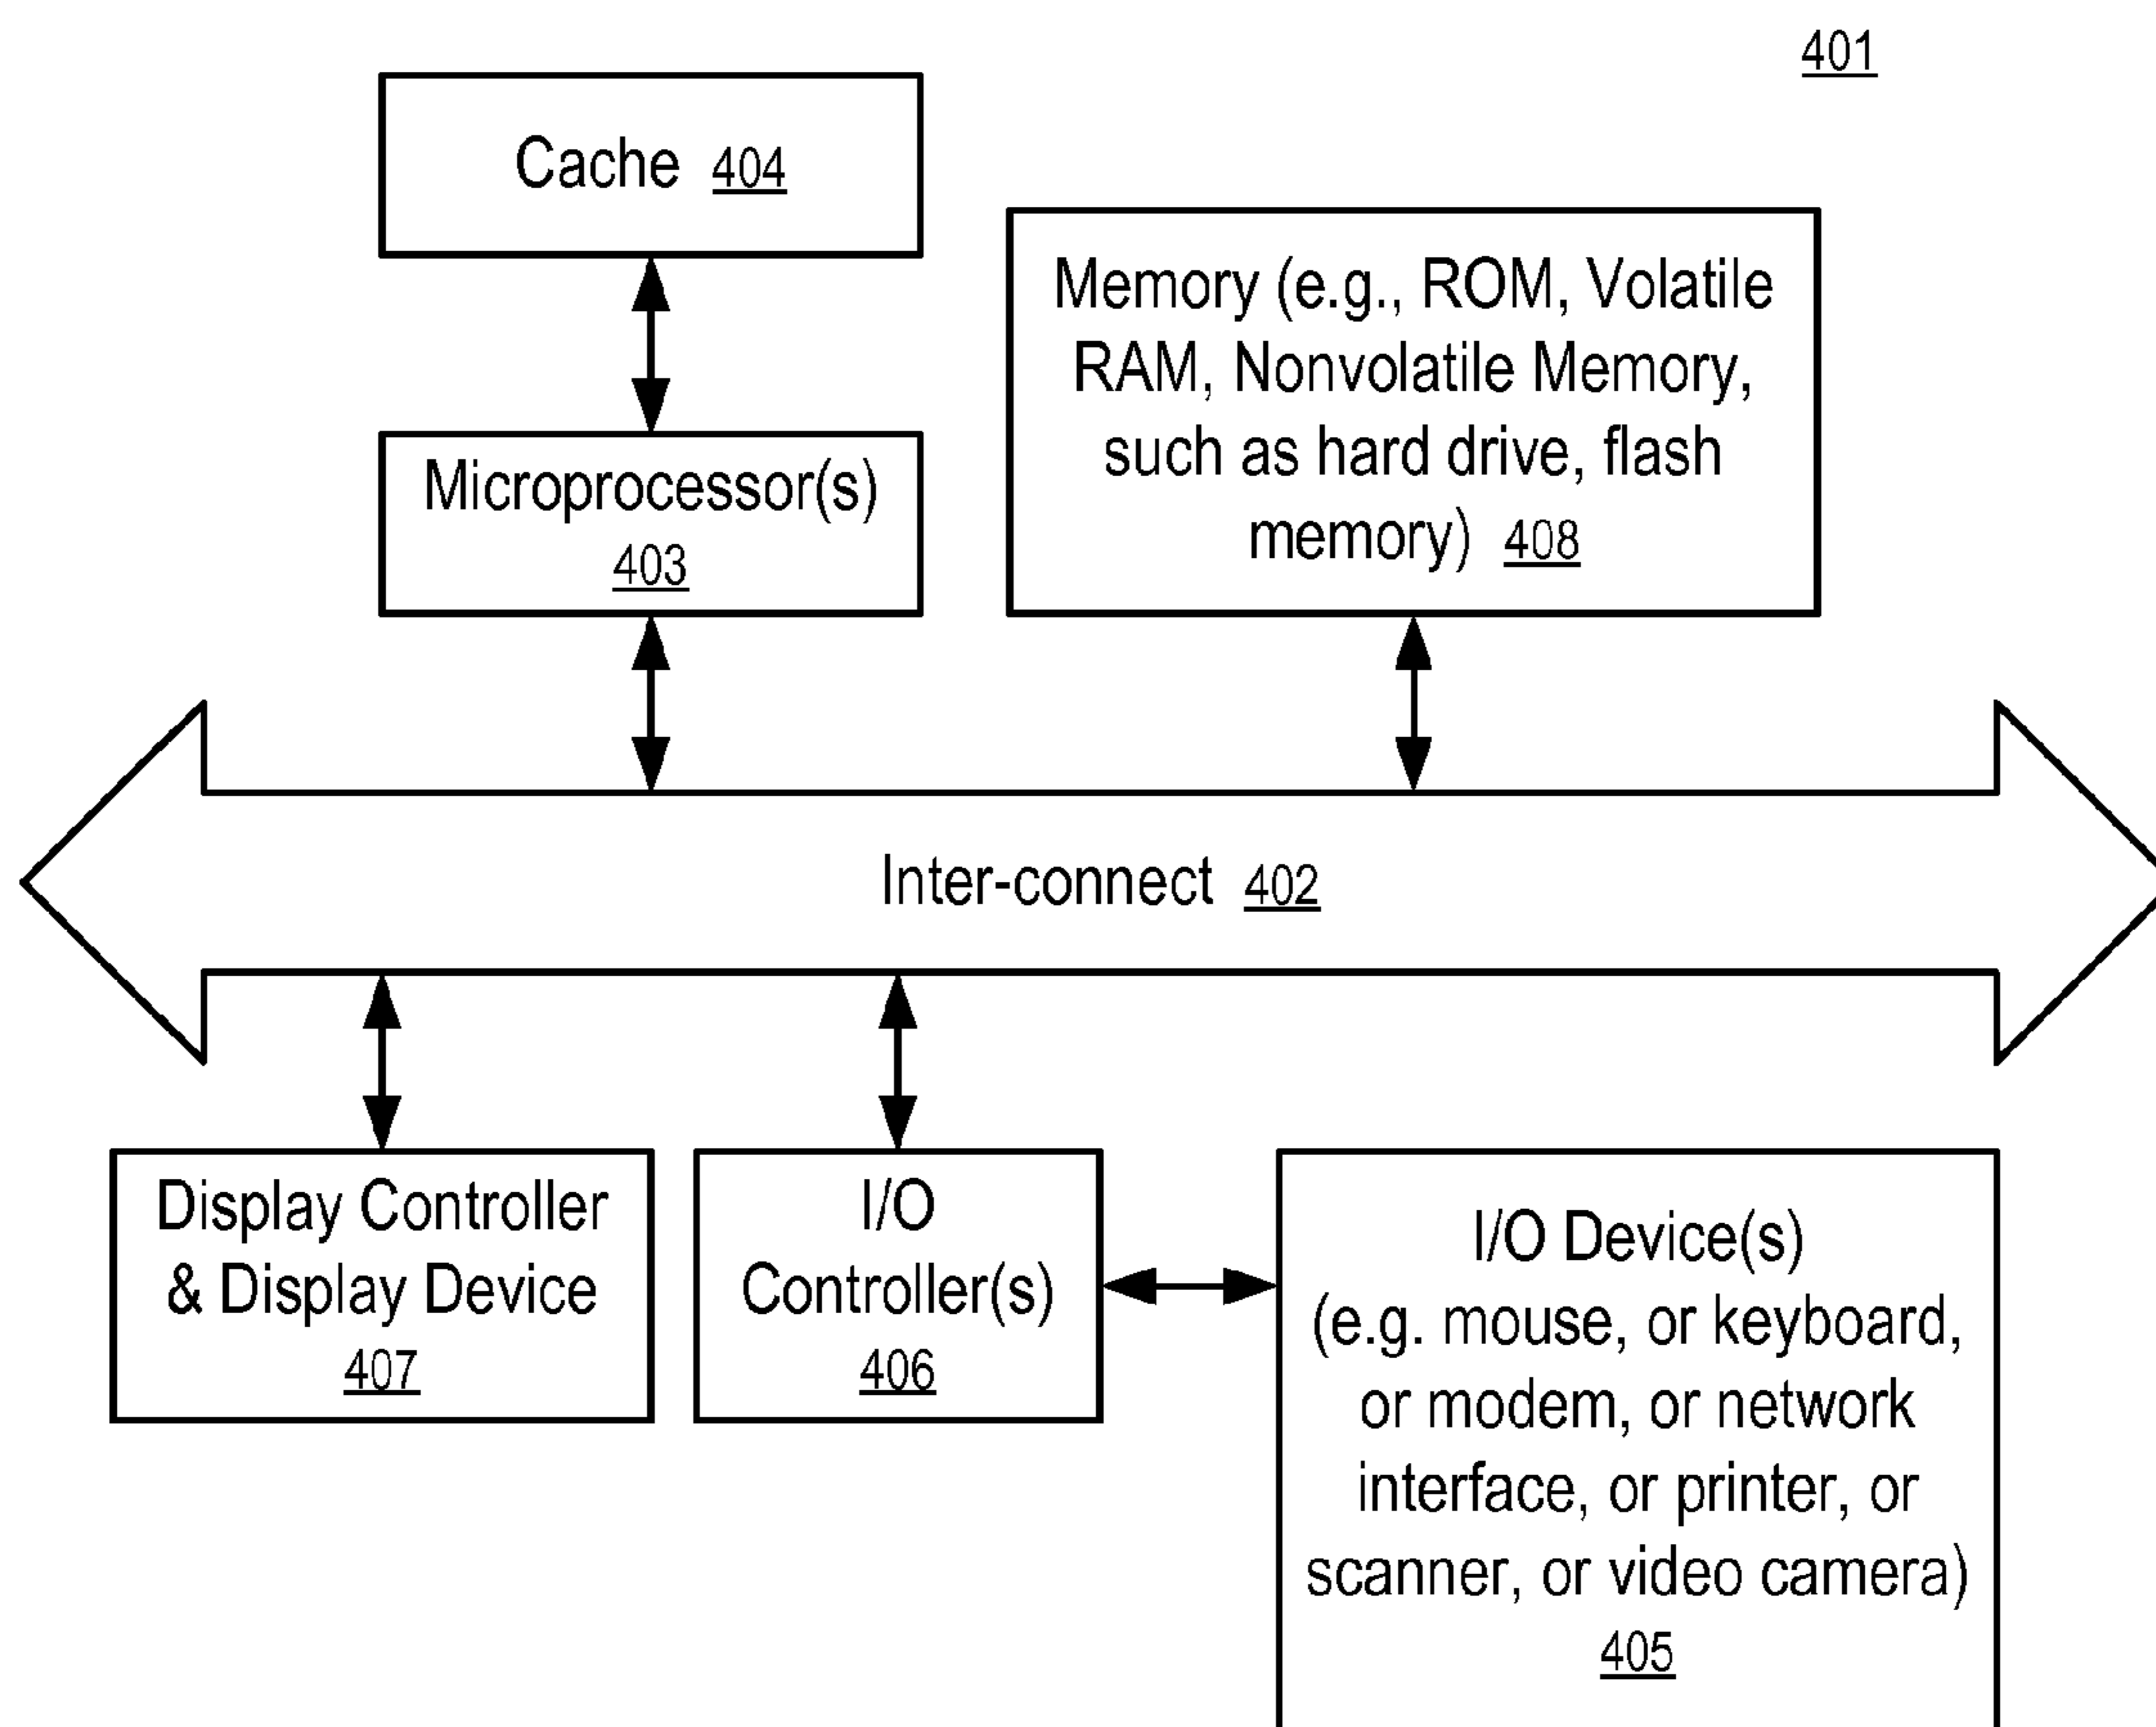 401
Cache 404
Memory (e.g., ROM, Volatile
RAM, Nonvolatile Memory,
such as hard drive, flash
memory) 408
Microprocessor(s)
403
Inter-connect 402
Display Controller
& Display Device
407
I/O
Controller(s)
406
I/O Device(s)
(e.g. mouse, or keyboard,
or modem, or network
interface, or printer, or
scanner, or video camera)
405